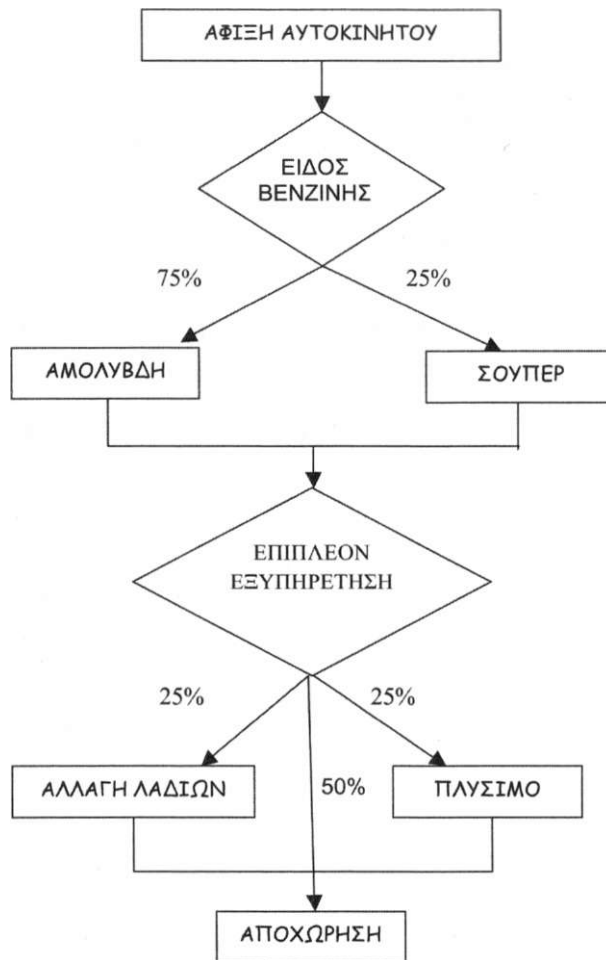 ΑΦΙΞΗ ΑΥΤΟΚΙΝΗΤΟΥ
ΕΙΔΟΣ
ΒΕΝΖΙΝΗΣ
75%
25%
ΑΜΟΛΥΒΔΗ
ΣΟΥΠΕΡ
ΕΠΙΠΛΕΟΝ
ΕΞΥΠΗΡΕΤΗΣΗ
25%
25%
ΑΛΛΑΓΗ ΛΑΔΙΩΝ
50%
ΠΛΥΣΙΜΟ
ΑΠΟΧΩΡΗΣΗ